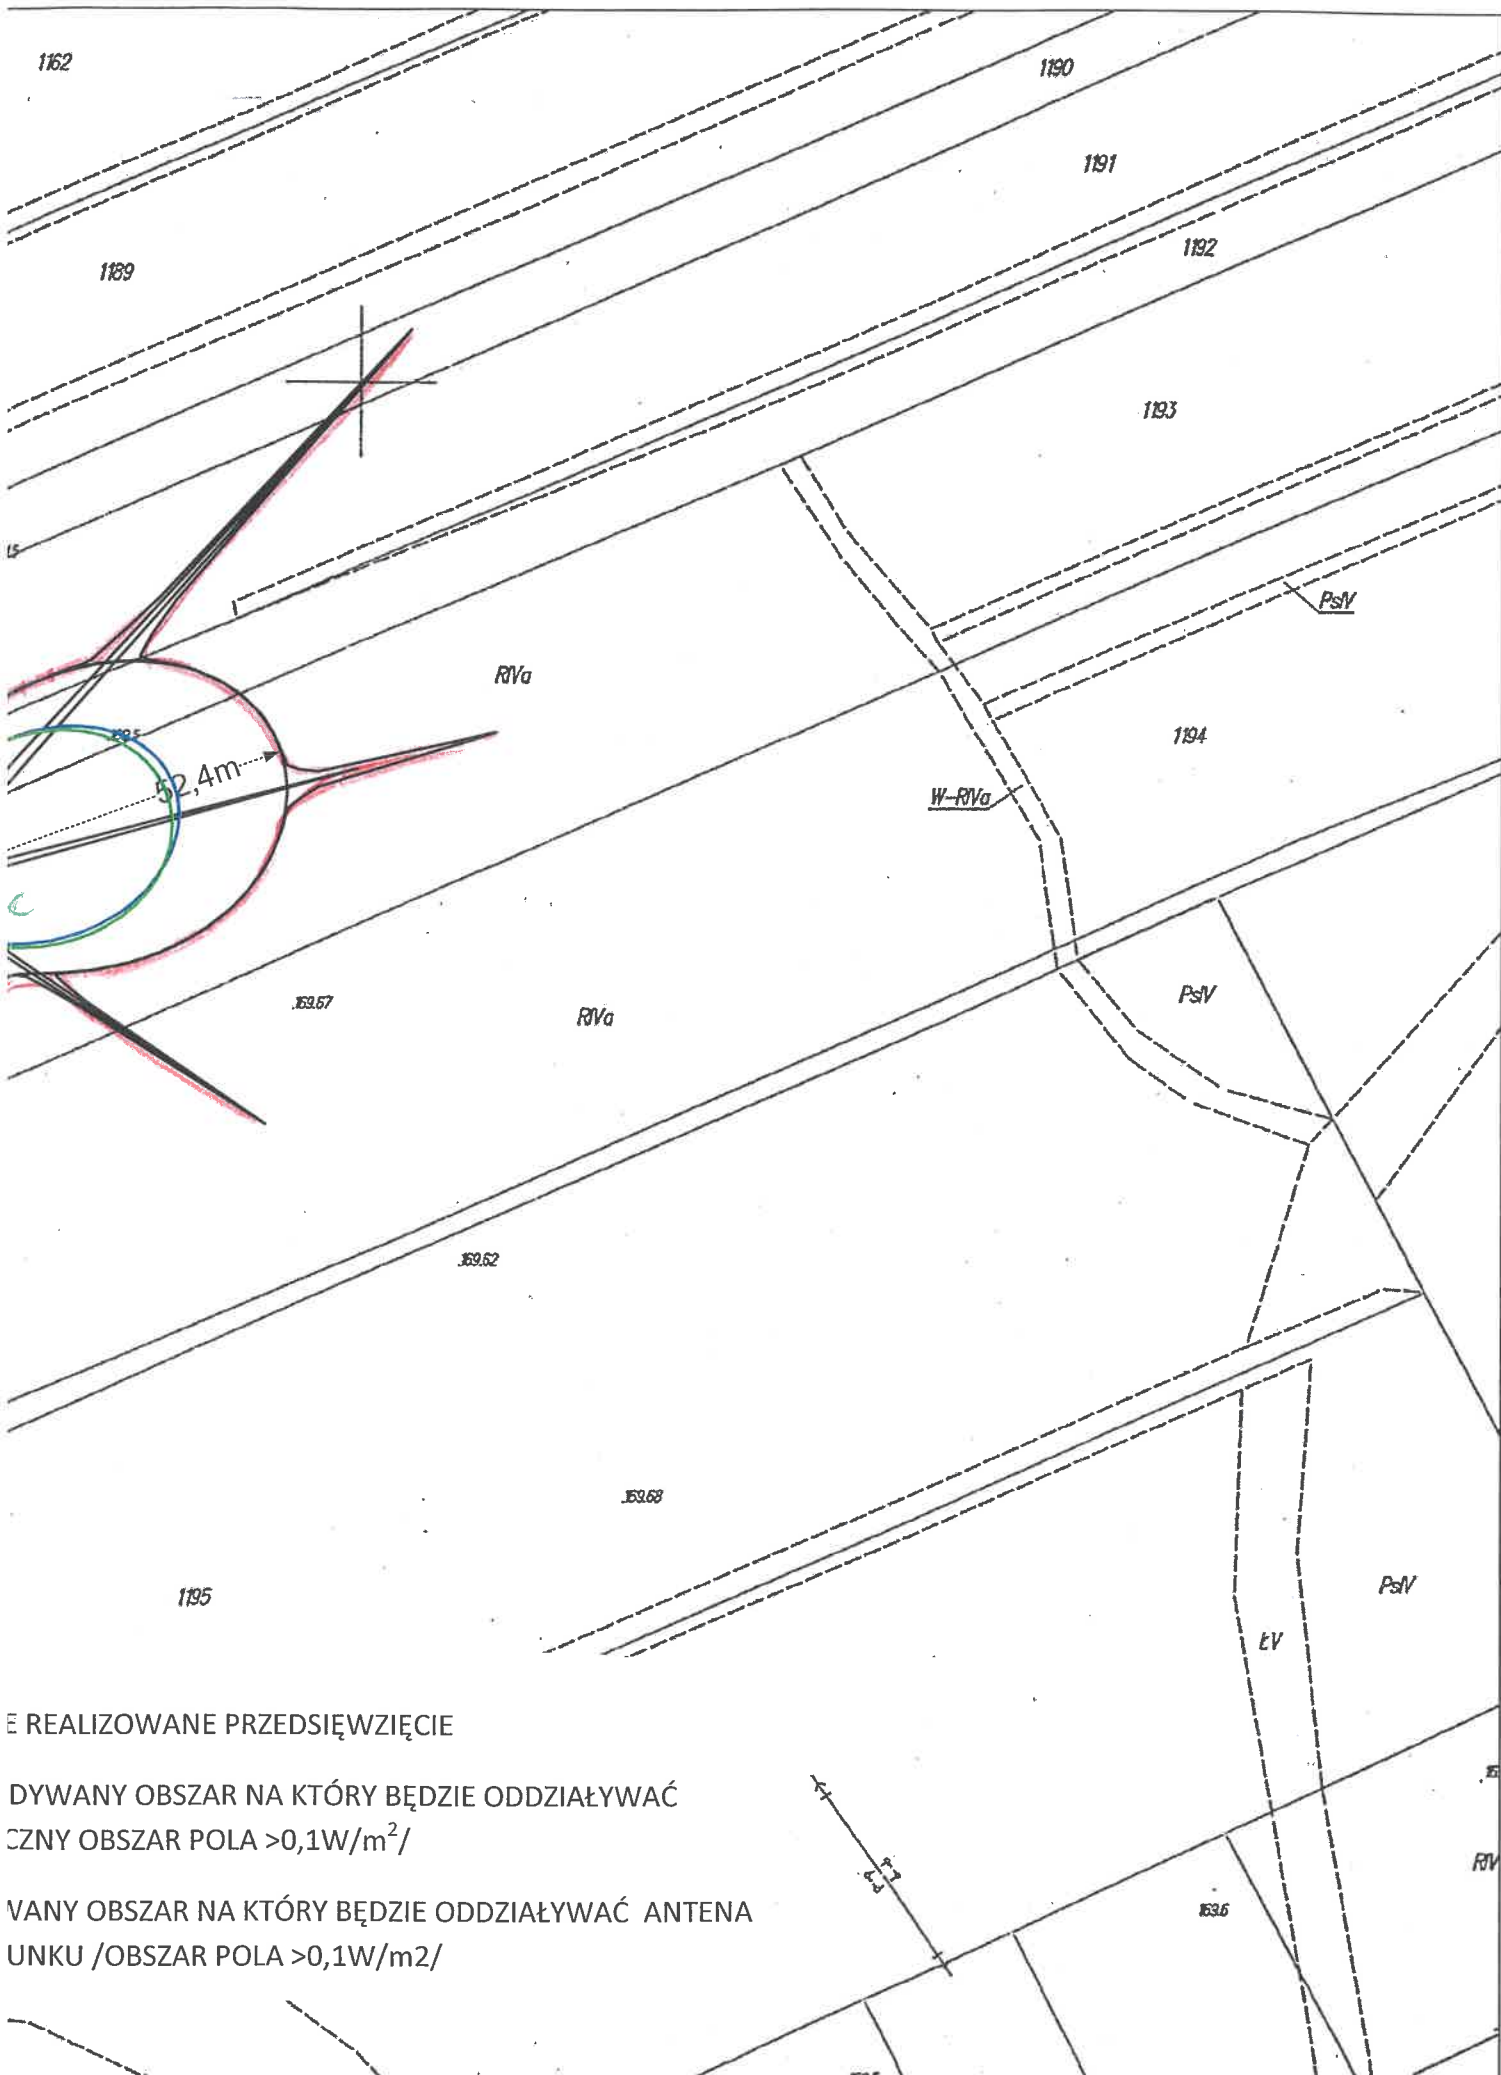 1162
1190
1191
1192
1189
1193
PsIV
RIVa
1194
52,4m
W-RIVa
PsIV
169.67
RIVa
169.62
169.68
PsIV
1195
ŁV
E REALIZOWANE PRZEDSIĘWZIĘCIE
DYWANY OBSZAR NA KTÓRY BĘDZIE ODDZIAŁYWAĆ
CZNY OBSZAR POLA >0,1W/m²/
RIV
WANY OBSZAR NA KTÓRY BĘDZIE ODDZIAŁYWAĆ ANTENA
169.6
UNKU /OBSZAR POLA >0,1W/m2/